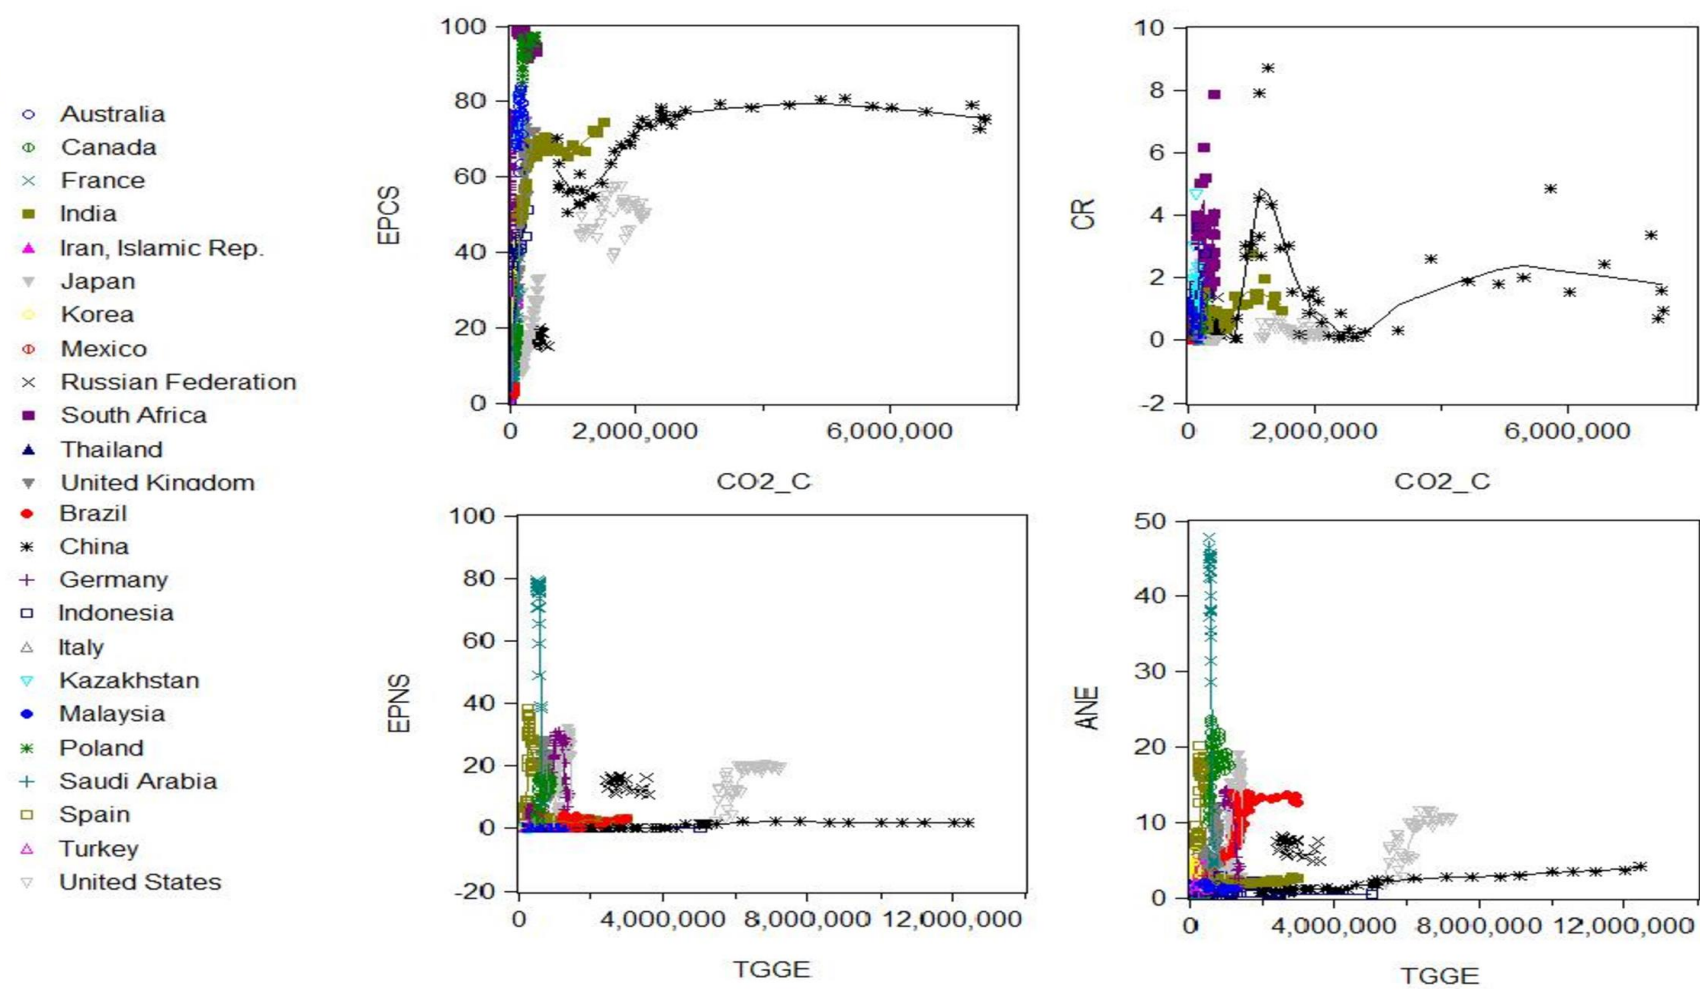 Australia
Canada
France
India
Iran, Islamic Rep.
Japan
Korea
Mexico
Russian Federation
South Africa
Thailand
United Kingdom
Brazil
China
Germany
Indonesia
Italy
Kazakhstan
Malaysia
Poland
Saudi Arabia
Spain
Turkey
United States
100
80
60
40
20
0
EPCS
0 2,000,000 6,000,000
CO2_C
10
8
6
4
2
0
-2
CR
0 2,000,000 6,000,000
CO2_C
100
80
60
40
20
0
-20
EPNS
0 4,000,000 8,000,000 12,000,000
TGGE
50
40
30
20
10
0
ANE
0 4,000,000 8,000,000 12,000,000
TGGE